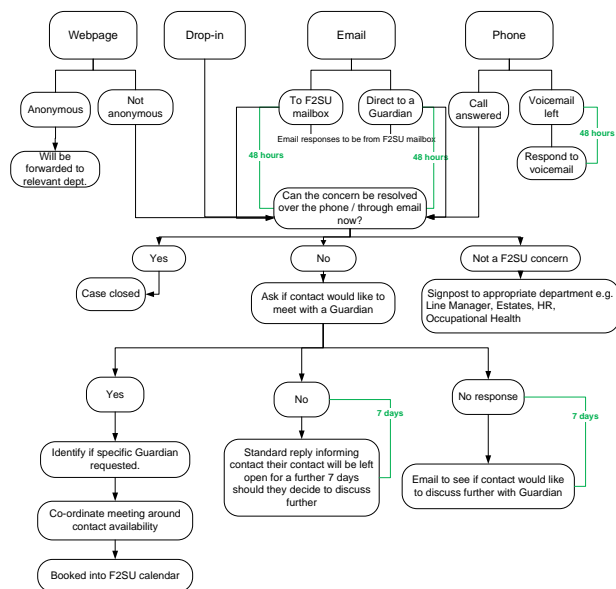 Webpage
Drop-in
Email
Phone
Anonymous
Not
anonymous
To F2SU
mailbox
Direct to a
Guardian
Call
answered
Voicemail
left
Email responses to be from F2SU mailbox
48 hours
48 hours
48 hours
Will be
forwarded to
relevant dept.
Respond to
voicemail
Can the concern be resolved
over the phone / through email
now?
Yes
No
Not a F2SU concern
Case closed
Ask if contact would like to
meet with a Guardian
Signpost to appropriate department e.g.
Line Manager, Estates, HR,
Occupational Health
Yes
No
No response
7 days
7 days
Identify if specific Guardian
requested.
Standard reply informing
contact their contact will be left
open for a further 7 days
should they decide to discuss
further
Email to see if contact would like
to discuss further with Guardian
Co-ordinate meeting around
contact availability
Booked into F2SU calendar